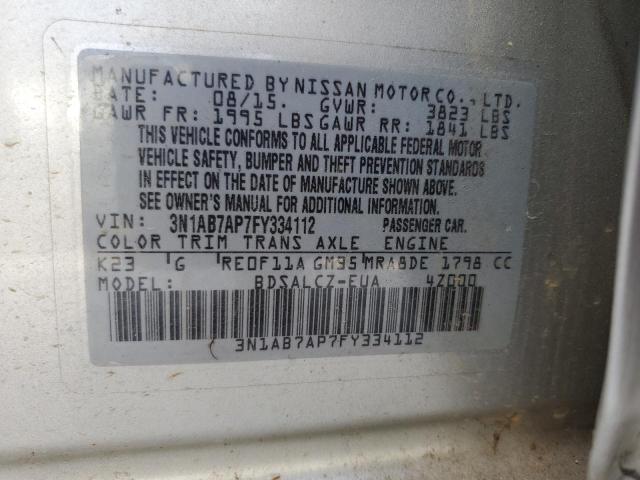 MANUFACTURED BY NISSAN MOTOR CO., LTD.
DATE: 08/15. GVWR: 3823 LBS
GAWR FR: 1995 LBS GAWR RR: 1841 LBS
THIS VEHICLE CONFORMS TO ALL APPLICABLE FEDERAL MOTOR
VEHICLE SAFETY, BUMPER AND THEFT PREVENTION STANDARDS
IN EFFECT ON THE DATE OF MANUFACTURE SHOWN ABOVE.
SEE OWNER'S MANUAL FOR ADDITIONAL INFORMATION.
VIN: 3N1AB7AP7FY334112 PASSENGER CAR.
COLOR TRIM TRANS AXLE ENGINE
K23 G RE0F11A GM35 MRA8DE 1798 CC
MODEL: BDSALCZ-EUA 4Z000
3N1AB7AP7FY334112